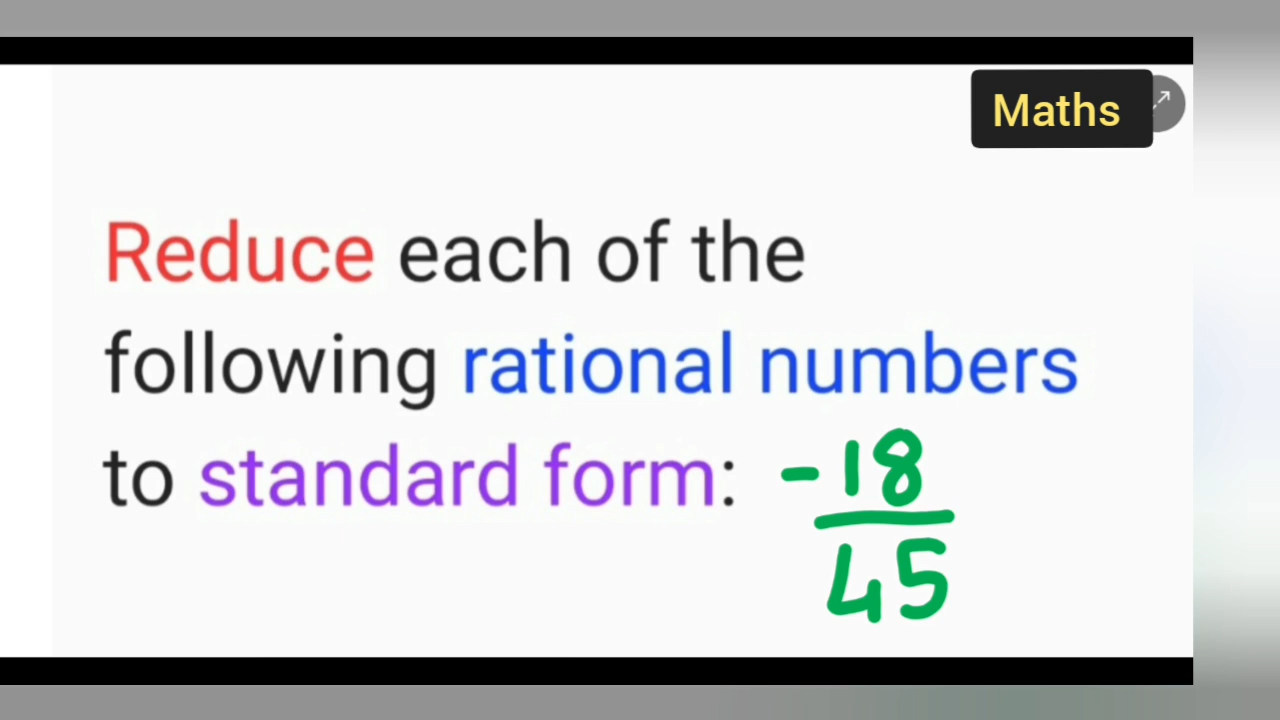 Maths
Reduce each of the
following rational numbers
to standard form: -18
45